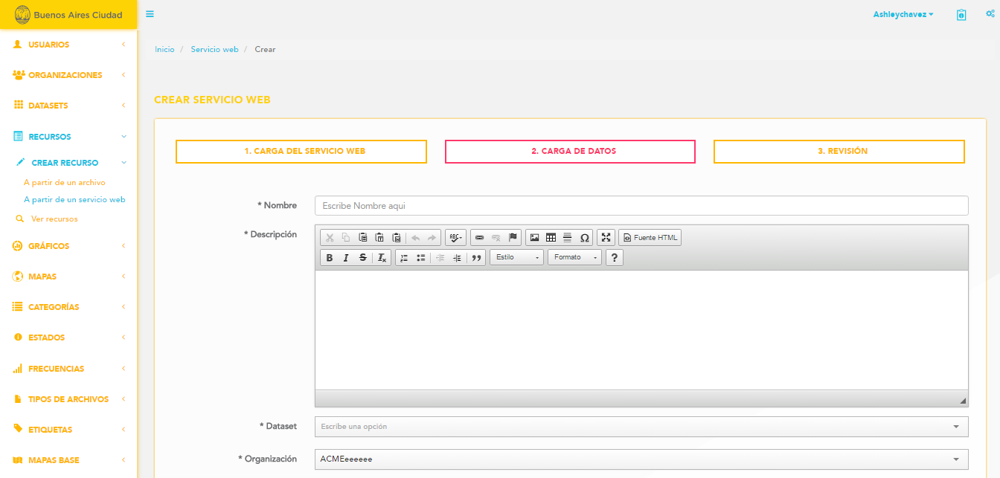 Buenos Aires Ciudad
Ashleychavez
USUARIOS
ORGANIZACIONES
DATASETS
RECURSOS
CREAR RECURSO
A partir de un archivo
A partir de un servicio web
Ver recursos
GRÁFICOS
MAPAS
CATEGORÍAS
ESTADOS
FRECUENCIAS
TIPOS DE ARCHIVOS
ETIQUETAS
MAPAS BASE
Inicio / Servicio web / Crear
CREAR SERVICIO WEB
1. CARGA DEL SERVICIO WEB
2. CARGA DE DATOS
3. REVISIÓN
* Nombre
Escribe Nombre aqui
* Descripción
ABC
Ω
Fuente HTML
B I S Tx
Estilo
Formato
?
* Dataset
Escribe una opción
* Organización
ACMEeeeeee